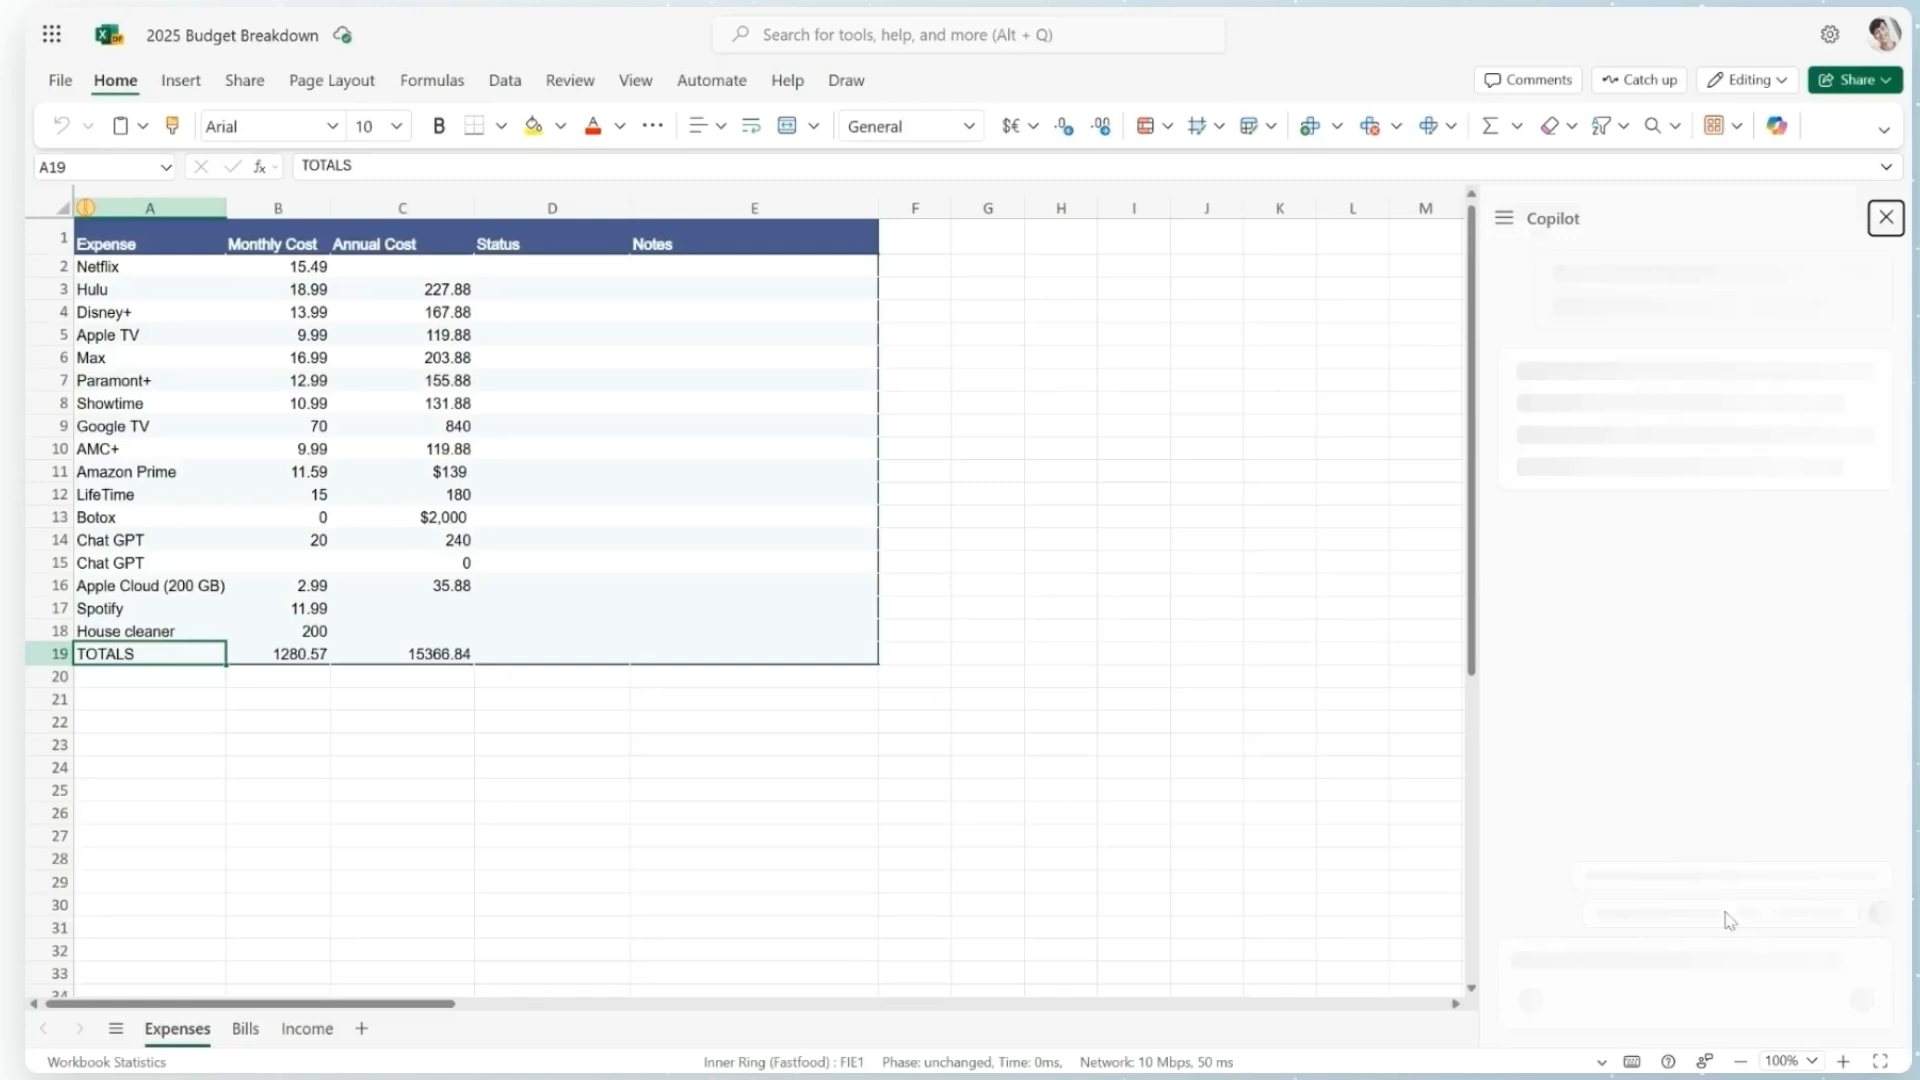 2025 Budget Breakdown
Search for tools, help, and more (Alt + Q)
File Home Insert Share Page Layout Formulas Data Review View Automate Help Draw
Comments Catch up Editing Share
Arial 10 B A General $€
A19 fx TOTALS
A B C D E F G H I J K L M
Copilot
1 Expense Monthly Cost Annual Cost Status Notes
2 Netflix 15.49
3 Hulu 18.99 227.88
4 Disney+ 13.99 167.88
5 Apple TV 9.99 119.88
6 Max 16.99 203.88
7 Paramont+ 12.99 155.88
8 Showtime 10.99 131.88
9 Google TV 70 840
10 AMC+ 9.99 119.88
11 Amazon Prime 11.59 $139
12 LifeTime 15 180
13 Botox 0 $2,000
14 Chat GPT 20 240
15 Chat GPT 0
16 Apple Cloud (200 GB) 2.99 35.88
17 Spotify 11.99
18 House cleaner 200
19 TOTALS 1280.57 15366.84
20
21
22
23
24
25
26
27
28
29
30
31
32
33
34
Expenses Bills Income
Workbook Statistics Inner Ring (Fastfood) : FIE1 Phase: unchanged, Time: 0ms, Network: 10 Mbps, 50 ms 100%